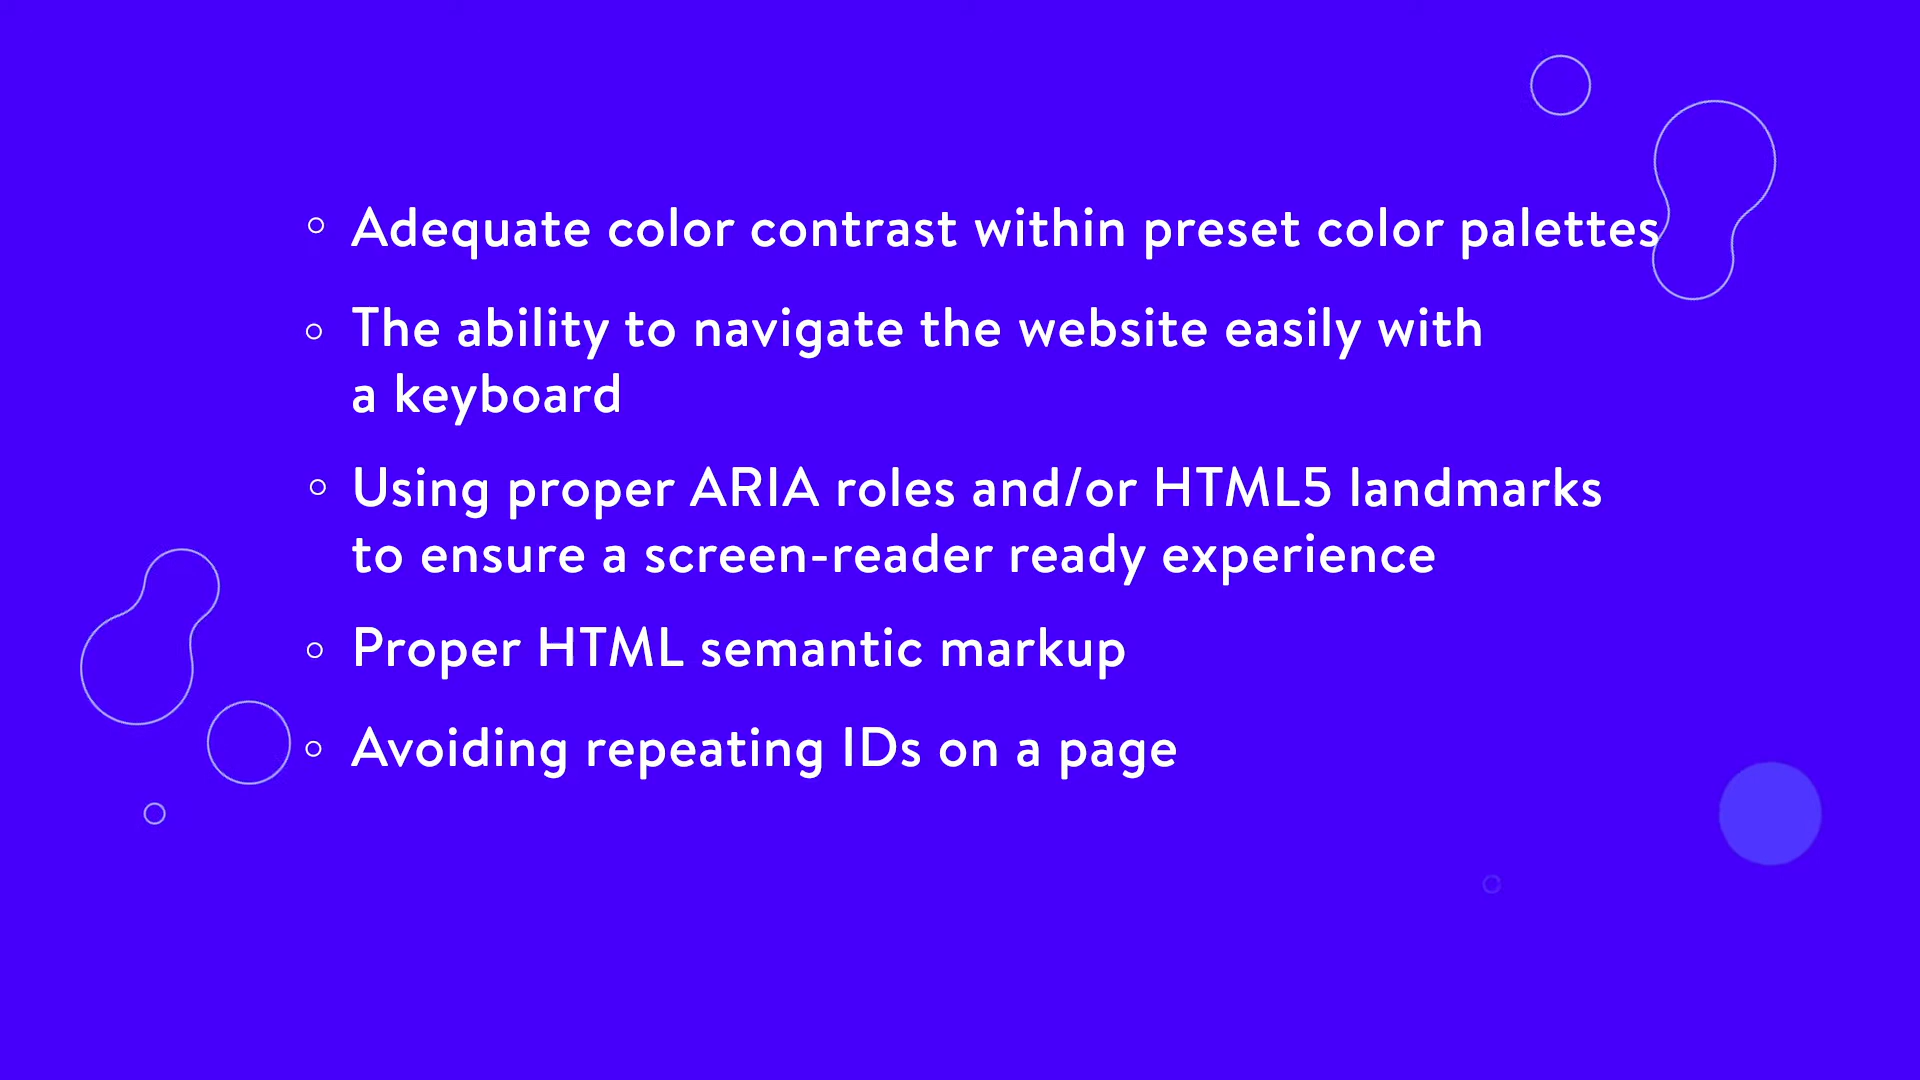 Adequate color contrast within preset color palettes
The ability to navigate the website easily with
a keyboard
Using proper ARIA roles and/or HTML5 landmarks
to ensure a screen-reader ready experience
Proper HTML semantic markup
Avoiding repeating IDs on a page